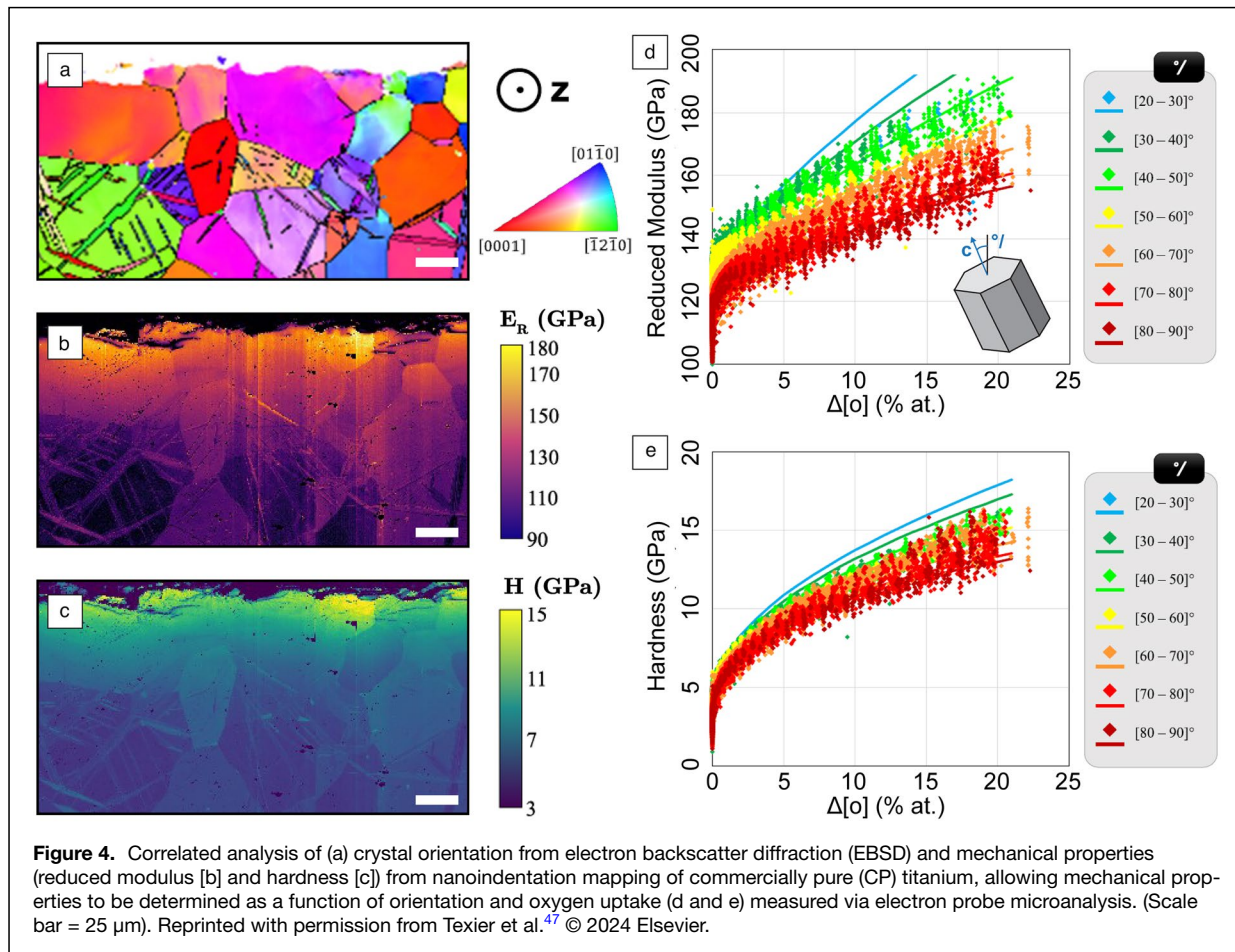 a
z
[01̄1̄0]
[0001]
[1̄21̄0]
b
E_R (GPa)
180
170
150
130
110
90
c
H (GPa)
15
11
7
3
d
Reduced Modulus (GPa)
200
180
160
140
120
100
0
5
10
15
20
25
Δ[o] (% at.)
c
°/
°/
[20 – 30]°
[30 – 40]°
[40 – 50]°
[50 – 60]°
[60 – 70]°
[70 – 80]°
[80 – 90]°
e
Hardness (GPa)
20
15
10
5
0
0
5
10
15
20
25
Δ[o] (% at.)
°/
[20 – 30]°
[30 – 40]°
[40 – 50]°
[50 – 60]°
[60 – 70]°
[70 – 80]°
[80 – 90]°
Figure 4. Correlated analysis of (a) crystal orientation from electron backscatter diffraction (EBSD) and mechanical properties
(reduced modulus [b] and hardness [c]) from nanoindentation mapping of commercially pure (CP) titanium, allowing mechanical prop-
erties to be determined as a function of orientation and oxygen uptake (d and e) measured via electron probe microanalysis. (Scale
bar = 25 µm). Reprinted with permission from Texier et al.47 © 2024 Elsevier.